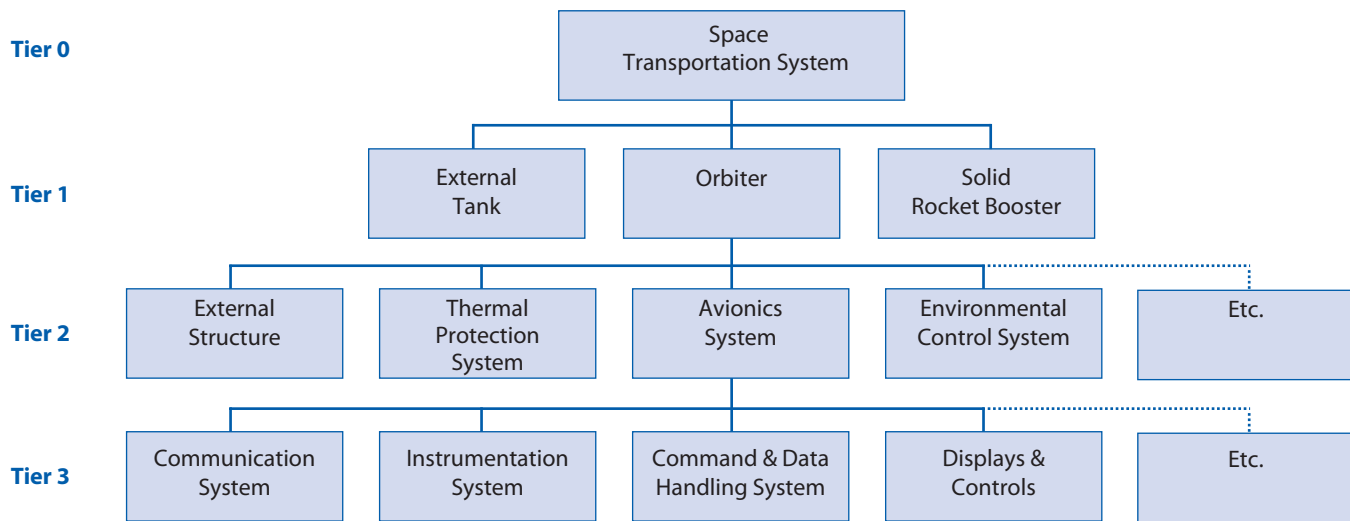 Tier 0
Space
Transportation System
Tier 1
External
Tank
Orbiter
Solid
Rocket Booster
Tier 2
External
Structure
Thermal
Protection
System
Avionics
System
Environmental
Control System
Etc.
Tier 3
Communication
System
Instrumentation
System
Command & Data
Handling System
Displays &
Controls
Etc.